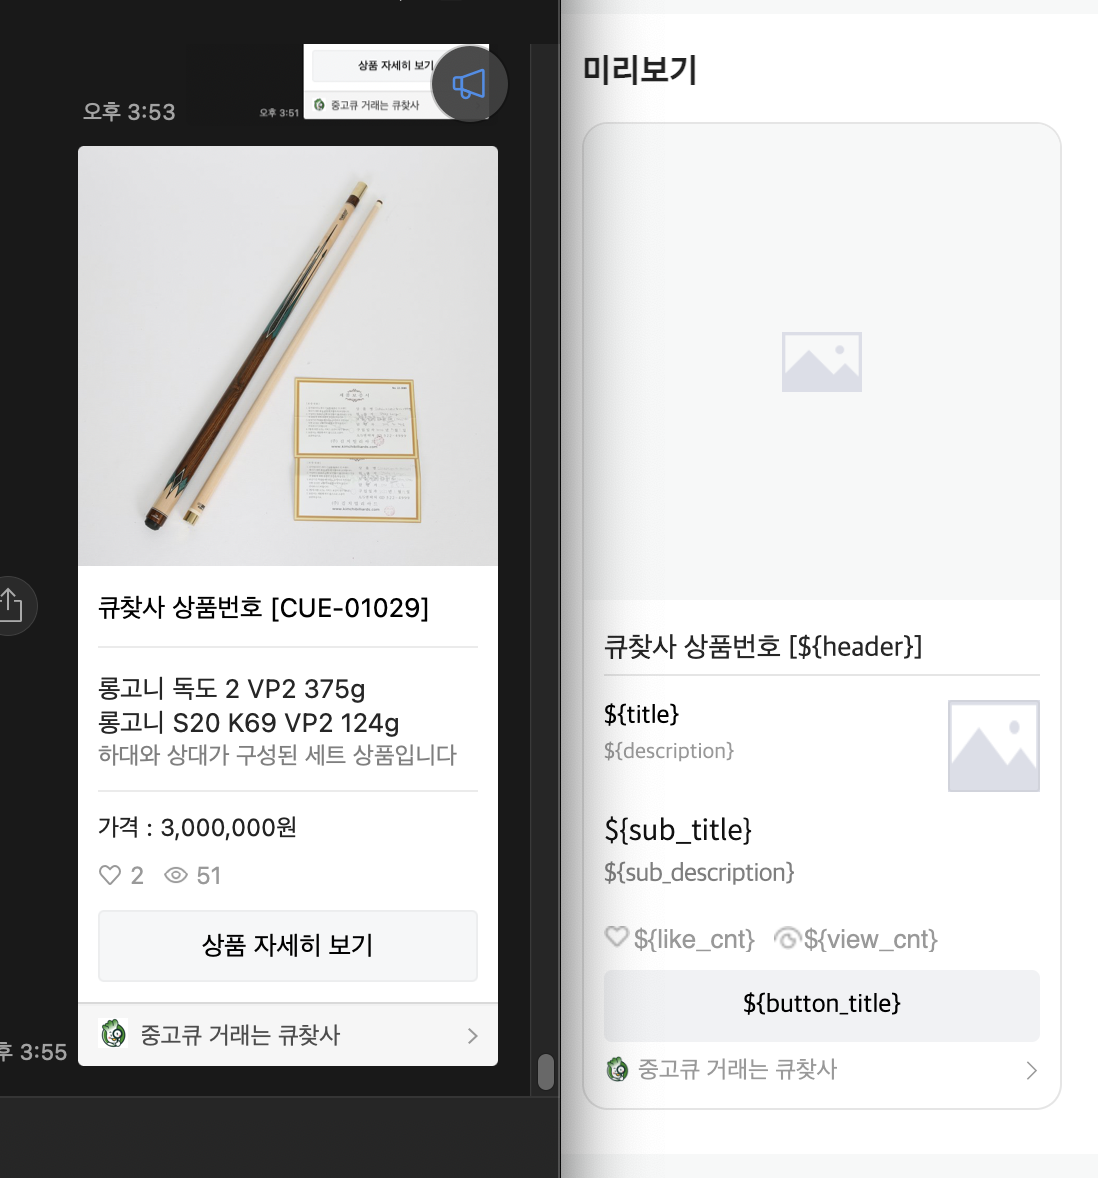 상품 자세히 보기
중고큐 거래는 큐찾사
오후 3:53
오후 3:51
큐찾사 상품번호 [CUE-01029]
롱고니 독도 2 VP2 375g
롱고니 S20 K69 VP2 124g
하대와 상대가 구성된 세트 상품입니다
가격 : 3,000,000원
2
51
상품 자세히 보기
중고큐 거래는 큐찾사
후 3:55
미리보기
큐찾사 상품번호 [${header}]
${title}
${description}
${sub_title}
${sub_description}
${like_cnt} ${view_cnt}
${button_title}
중고큐 거래는 큐찾사